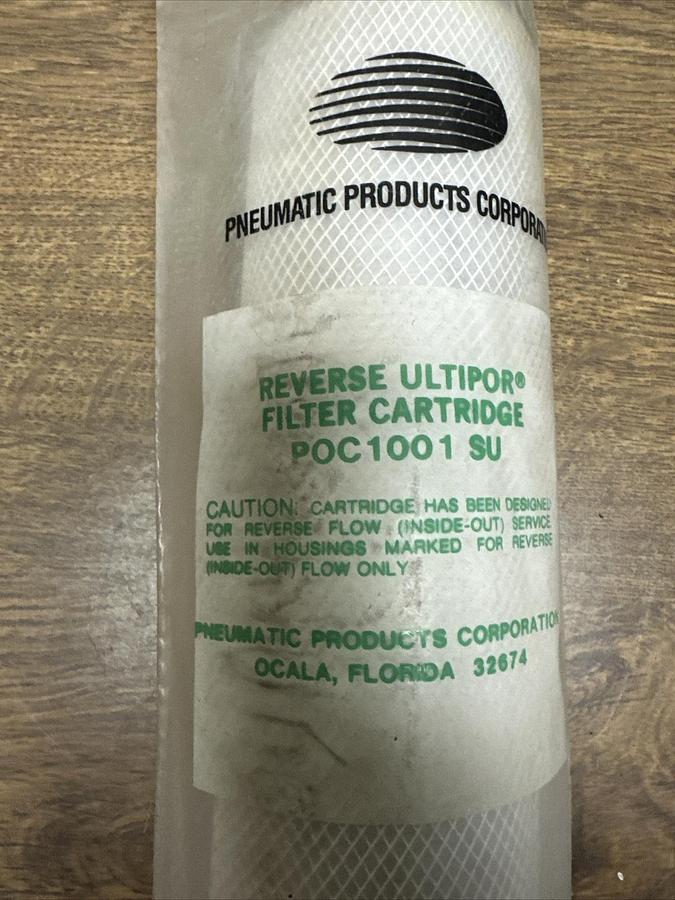 PNEUMATIC PRODUCTS CORPORAT
REVERSE ULTIPOR®
FILTER CARTRIDGE
POC1001 SU
CAUTION: CARTRIDGE HAS BEEN DESIGNED
FOR REVERSE FLOW (INSIDE-OUT) SERVICE.
USE IN HOUSINGS MARKED FOR REVERSE
(INSIDE-OUT) FLOW ONLY
PNEUMATIC PRODUCTS CORPORATION
OCALA, FLORIDA 32674